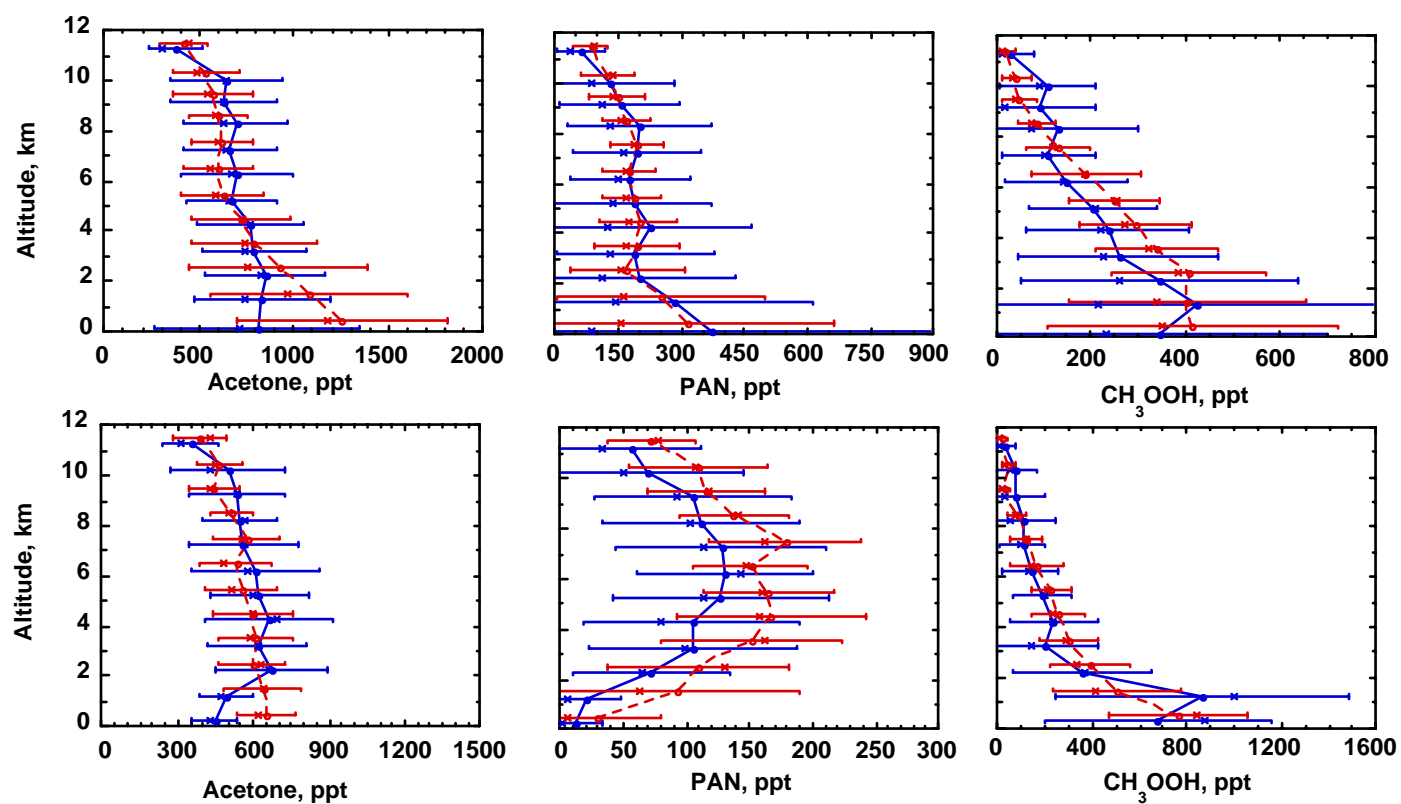 12
10
8
6
4
2
0
Altitude, km
500 1000 1500 2000
Acetone, ppt
0 150 300 450 600 750 900
PAN, ppt
0 200 400 600 800
CH3OOH, ppt
12
10
8
6
4
2
0
Altitude, km
300 600 900 1200 1500
Acetone, ppt
0 50 100 150 200 250 300
PAN, ppt
0 400 800 1200 1600
CH3OOH, ppt